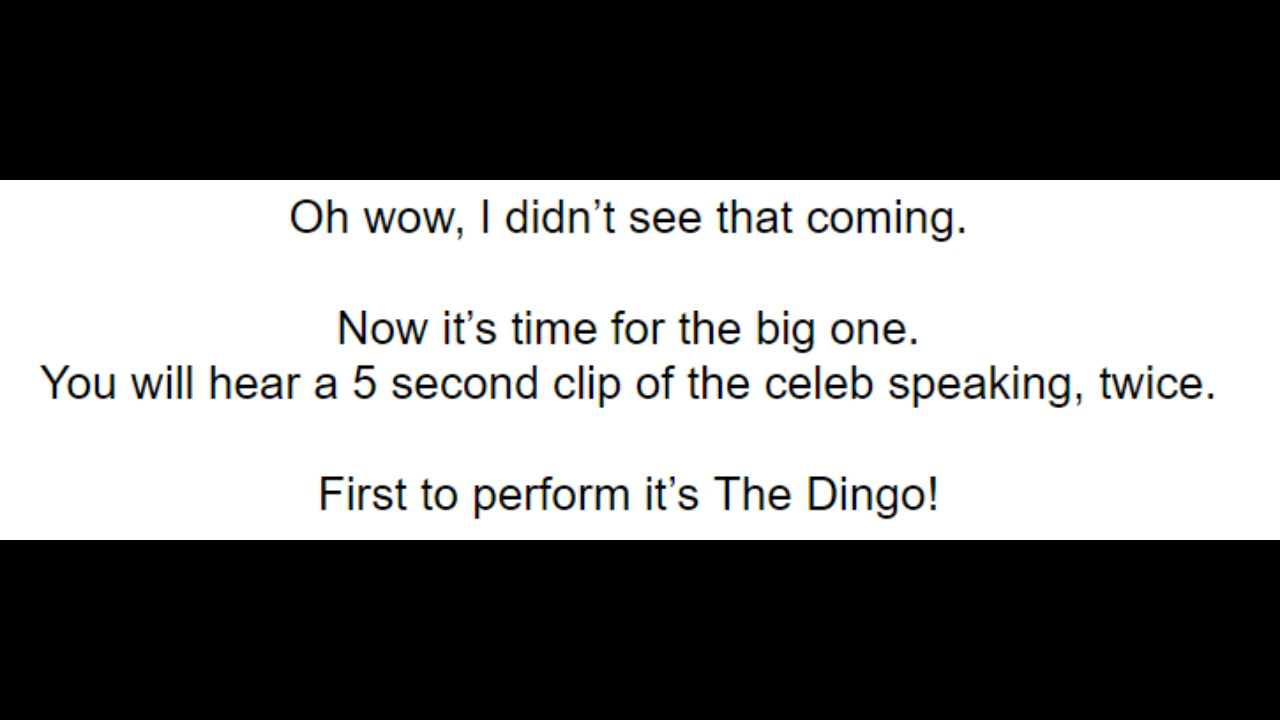 Oh wow, I didn’t see that coming.
Now it’s time for the big one.
You will hear a 5 second clip of the celeb speaking, twice.
First to perform it’s The Dingo!